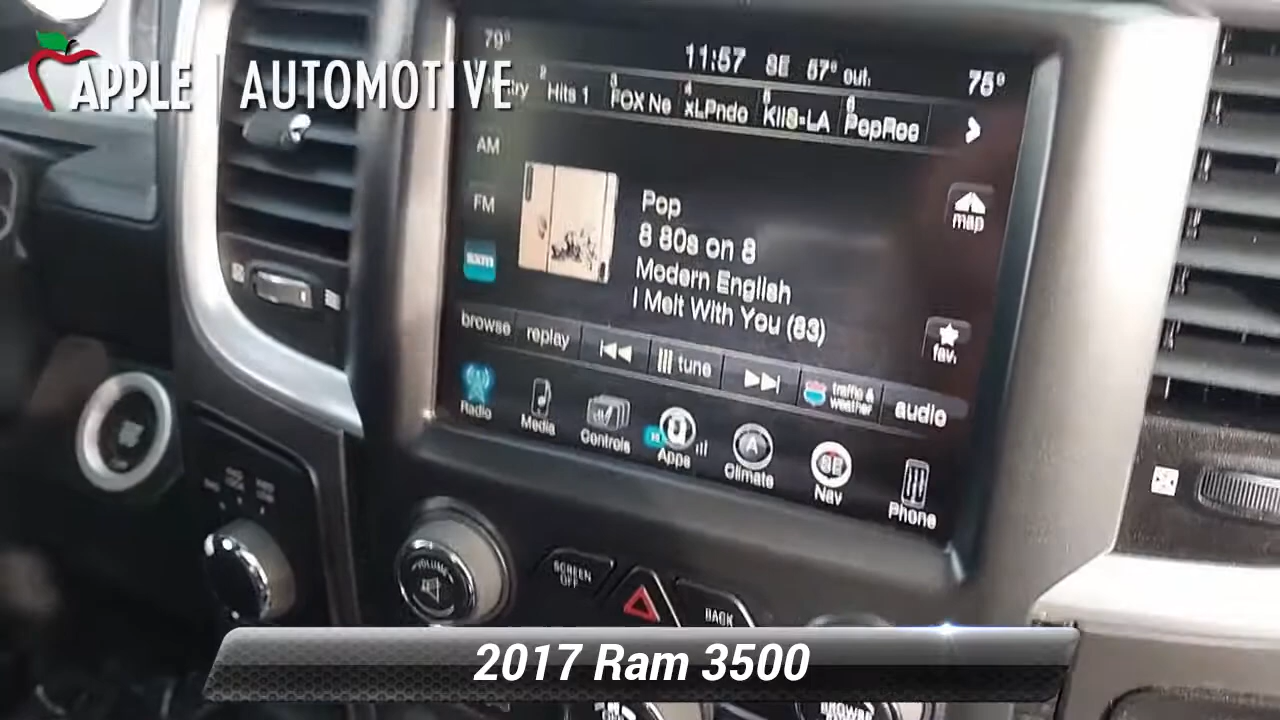 APPLE | AUTOMOTIVE
79°
11:57 SE 57° out.
75°
Hits 1
FOX Ne
xLPndo
KIIS-LA
PopRoc
AM
FM
sxm
Pop
8 80s on 8
Modern English
I Melt With You (83)
map
fav.
browse
replay
tune
traffic & weather
audio
Radio
Media
Controls
Apps
Climate
Nav
Phone
VOLUME
SCREEN OFF
BACK
2017 Ram 3500